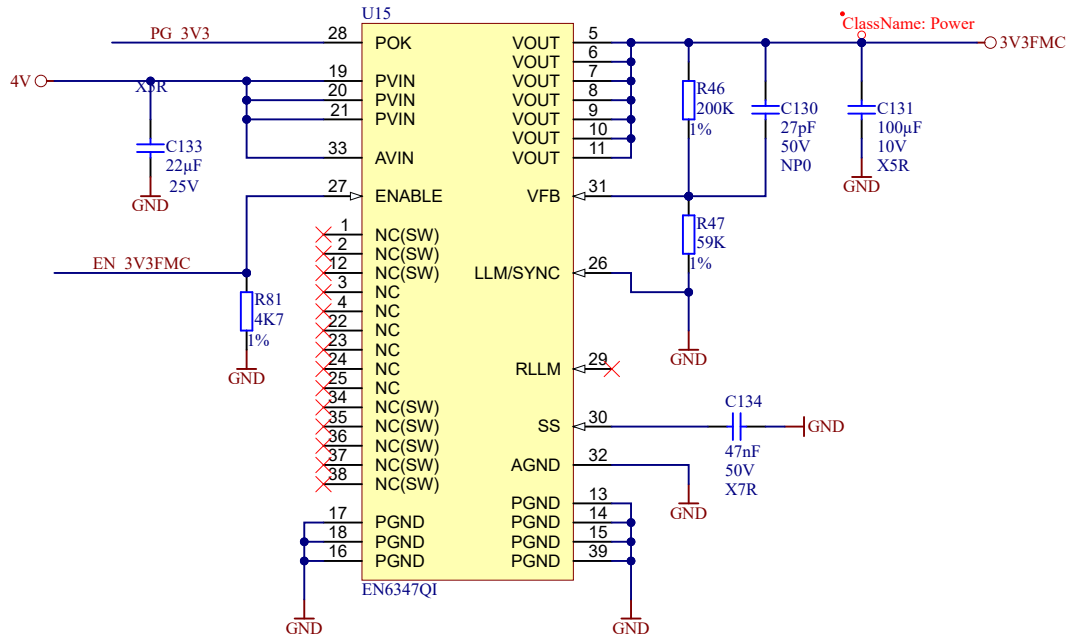 U15
ClassName: Power
PG_3V3
28
POK
VOUT
5
3V3FMC
VOUT
6
4V
X5R
19
PVIN
VOUT
7
20
PVIN
VOUT
8
21
PVIN
VOUT
9
VOUT
10
33
AVIN
VOUT
11
R46
200K
1%
C130
27pF
50V
NP0
C131
100µF
10V
X5R
GND
C133
22µF
25V
GND
27
ENABLE
VFB
31
R47
59K
1%
1
NC(SW)
2
NC(SW)
EN_3V3FMC
12
NC(SW)
LLM/SYNC
26
3
NC
4
NC
22
NC
23
NC
24
NC
25
NC
R81
4K7
1%
GND
GND
RLLM
29
34
NC(SW)
35
NC(SW)
36
NC(SW)
37
NC(SW)
38
NC(SW)
SS
30
C134
GND
47nF
50V
X7R
AGND
32
GND
PGND
13
17
PGND
PGND
14
18
PGND
PGND
15
16
PGND
PGND
39
EN6347QI
GND
GND